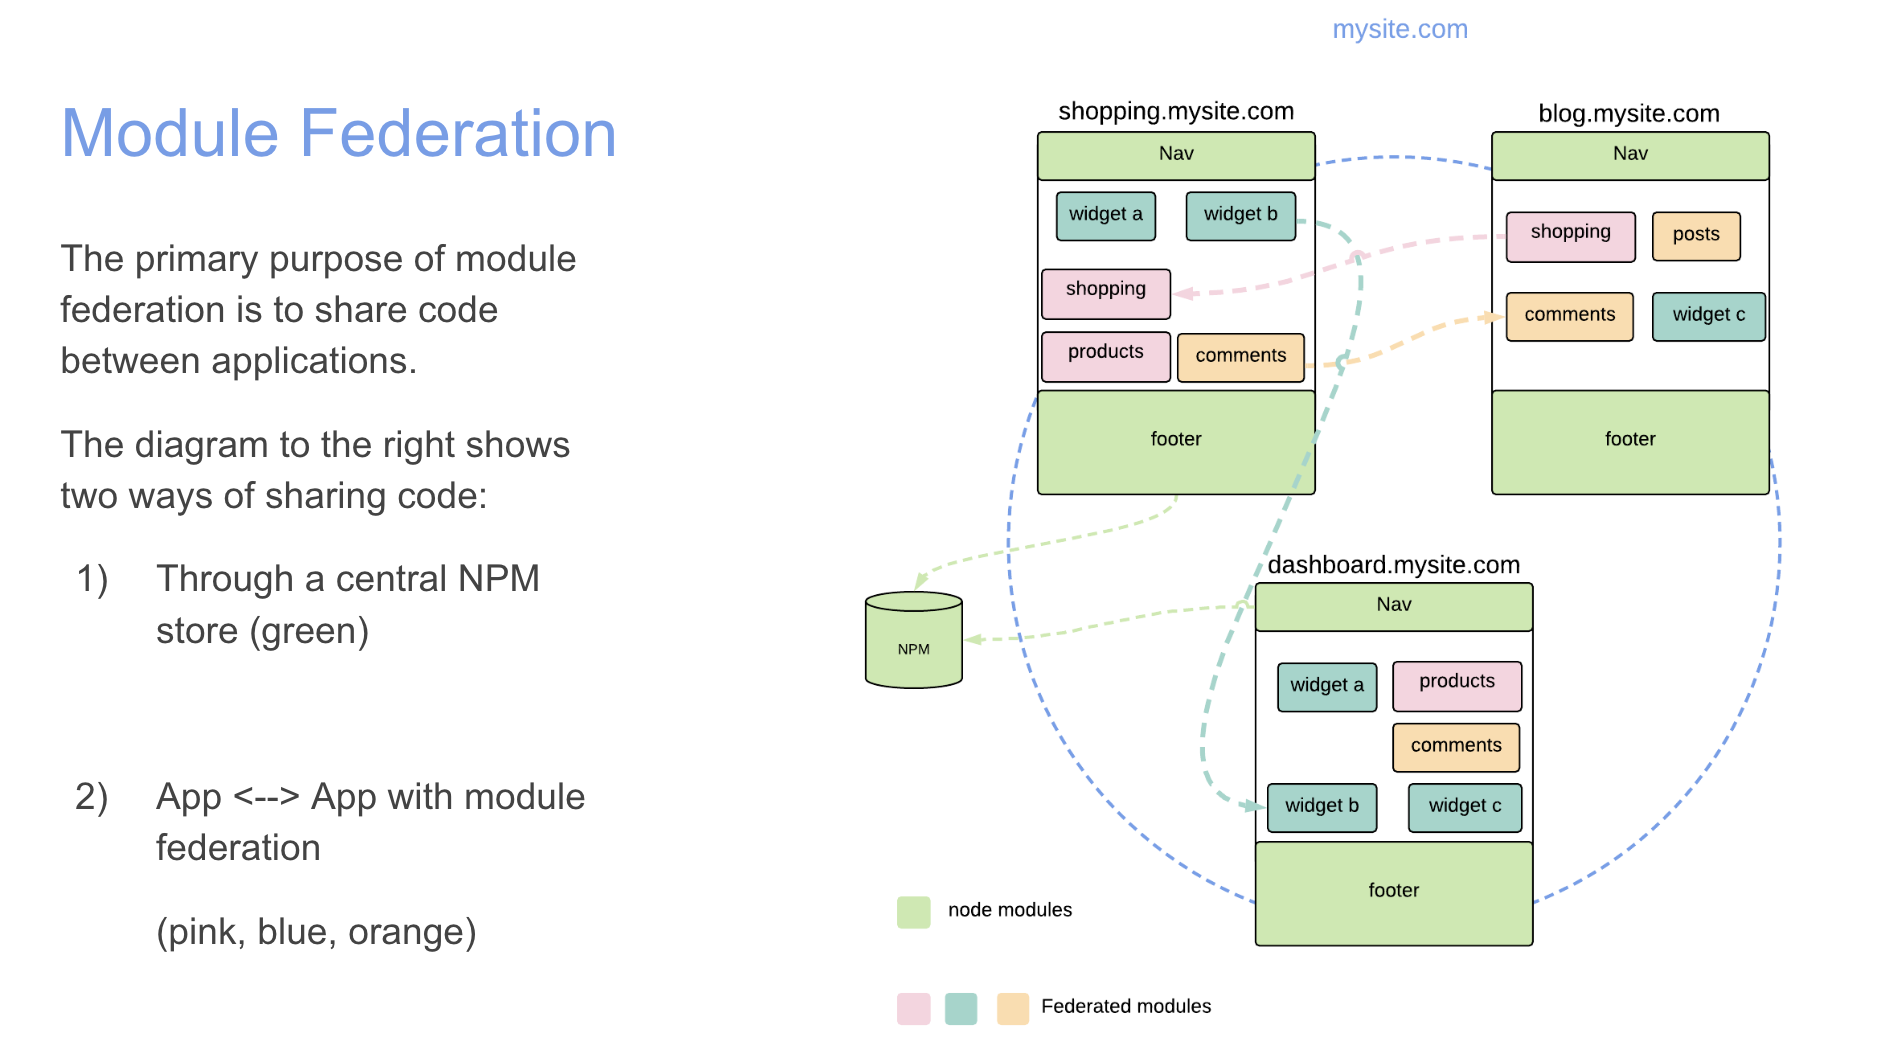 mysite.com
Module Federation
The primary purpose of module
federation is to share code
between applications.
The diagram to the right shows
two ways of sharing code:
1) Through a central NPM
store (green)
2) App <--> App with module
federation
(pink, blue, orange)
shopping.mysite.com
Nav
widget a
widget b
shopping
products
comments
footer
blog.mysite.com
Nav
shopping
posts
comments
widget c
footer
NPM
dashboard.mysite.com
Nav
widget a
products
comments
widget b
widget c
footer
node modules
Federated modules